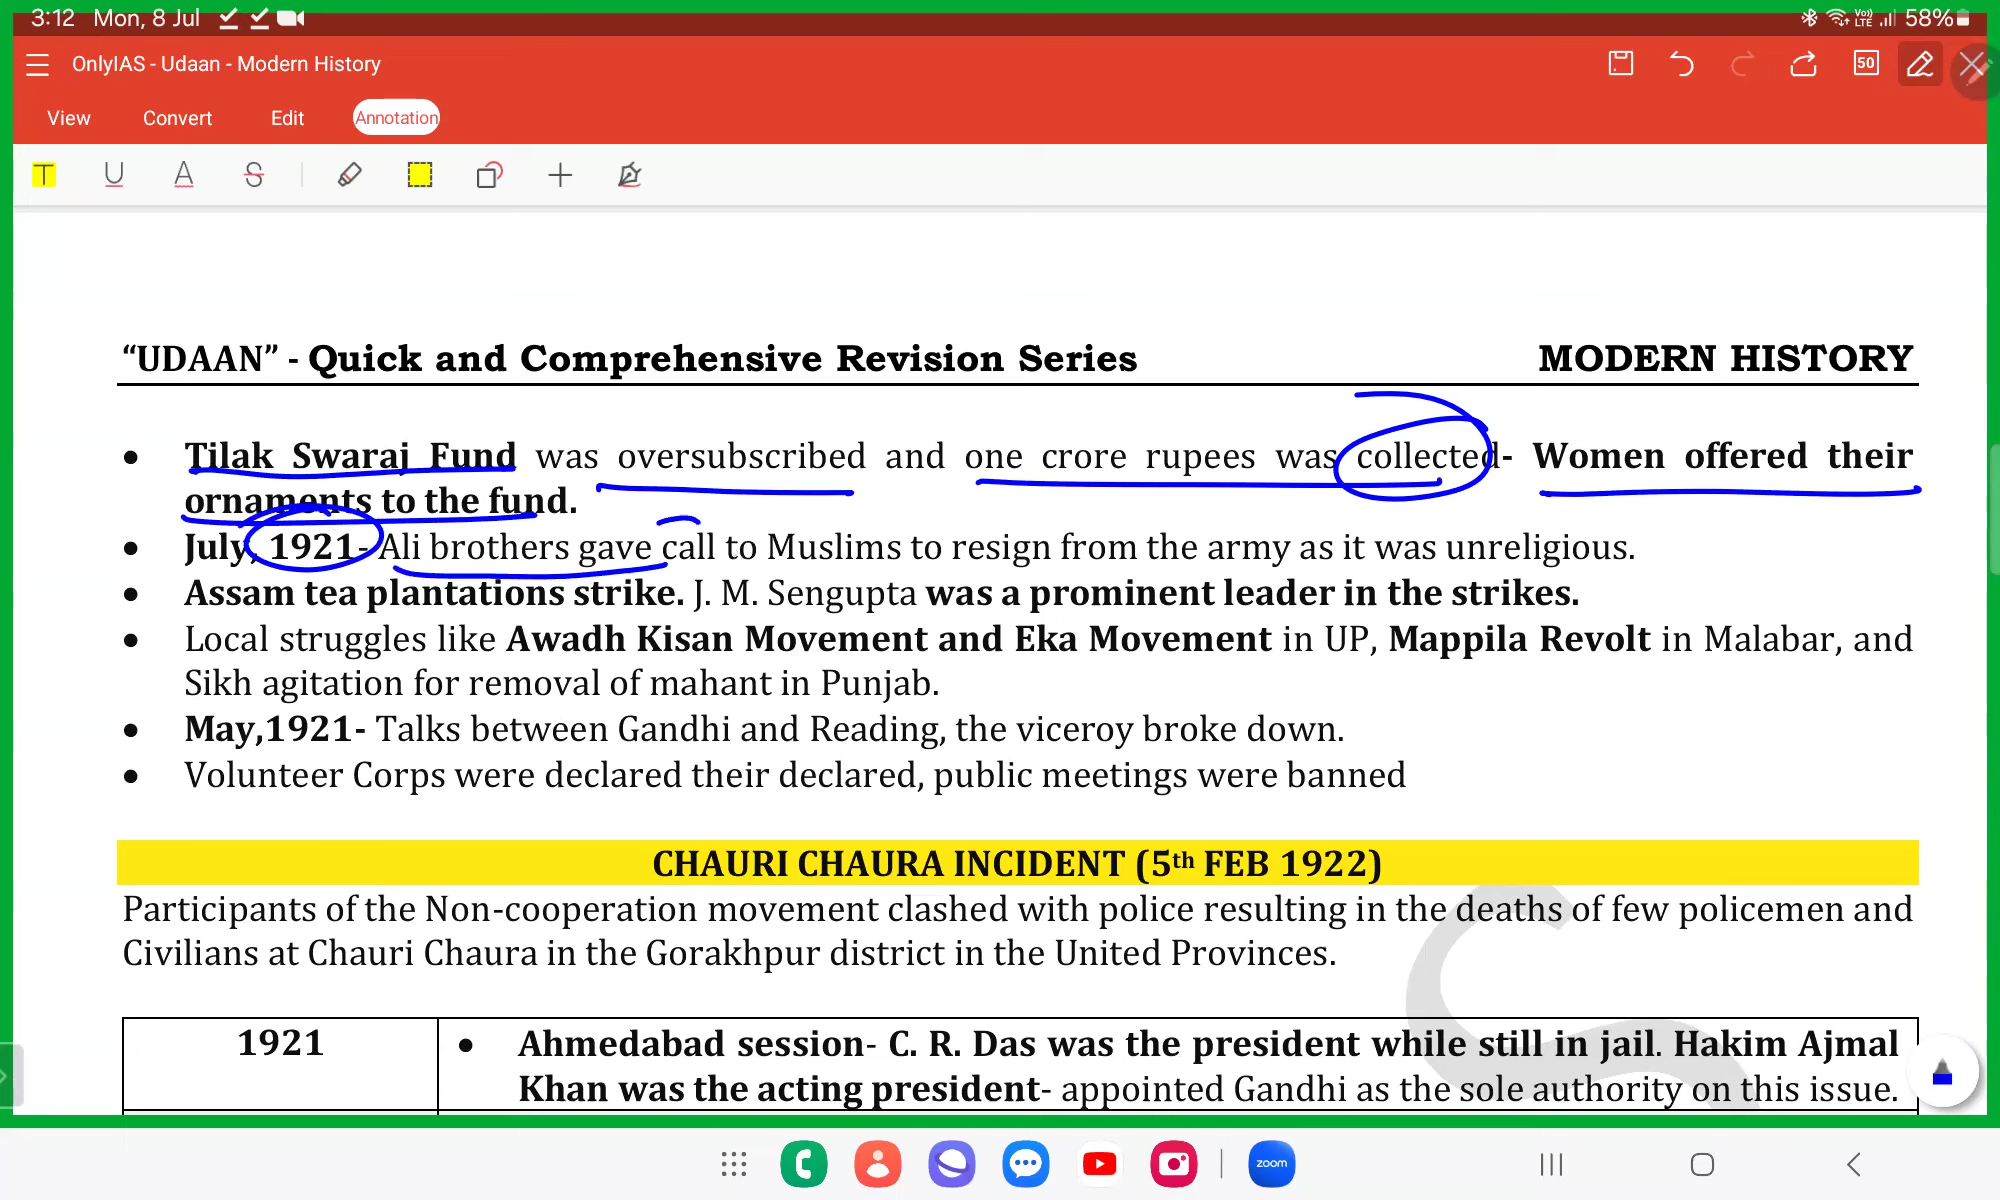 3:12 Mon, 8 Jul 58%
OnlyIAS - Udaan - Modern History 50
View Convert Edit Annotation
T U A S
“UDAAN” - Quick and Comprehensive Revision Series MODERN HISTORY
• Tilak Swaraj Fund was oversubscribed and one crore rupees was collected- Women offered their
ornaments to the fund.
• July, 1921- Ali brothers gave call to Muslims to resign from the army as it was unreligious.
• Assam tea plantations strike. J. M. Sengupta was a prominent leader in the strikes.
• Local struggles like Awadh Kisan Movement and Eka Movement in UP, Mappila Revolt in Malabar, and
Sikh agitation for removal of mahant in Punjab.
• May,1921- Talks between Gandhi and Reading, the viceroy broke down.
• Volunteer Corps were declared their declared, public meetings were banned
CHAURI CHAURA INCIDENT (5th FEB 1922)
Participants of the Non-cooperation movement clashed with police resulting in the deaths of few policemen and
Civilians at Chauri Chaura in the Gorakhpur district in the United Provinces.
1921 • Ahmedabad session- C. R. Das was the president while still in jail. Hakim Ajmal
Khan was the acting president- appointed Gandhi as the sole authority on this issue.
zoom